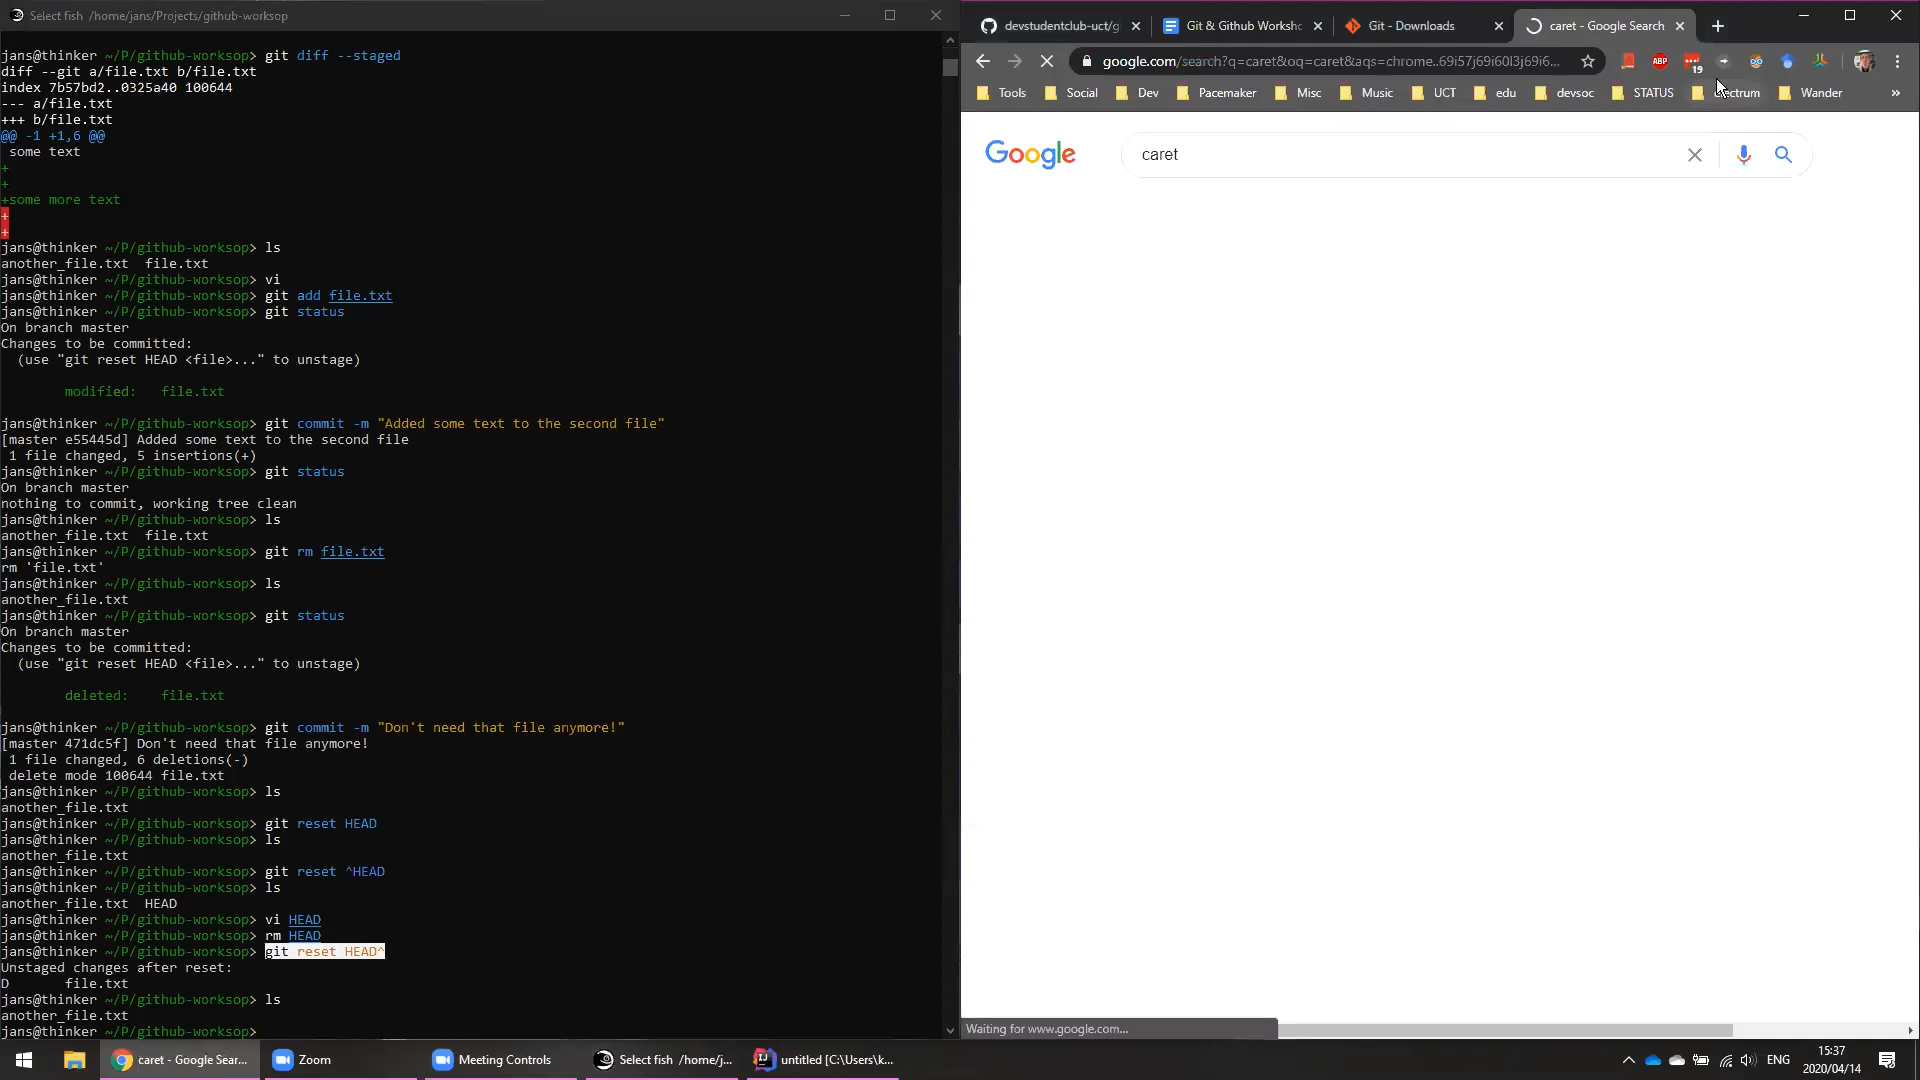 Select fish /home/jans/Projects/github-worksop
jans@thinker ~/P/github-worksop> git diff --staged
diff --git a/file.txt b/file.txt
index 7b57bd2..0325a40 100644
--- a/file.txt
+++ b/file.txt
@@ -1 +1,6 @@
 some text
+
+
+some more text
+
+
jans@thinker ~/P/github-worksop> ls
another_file.txt  file.txt
jans@thinker ~/P/github-worksop> vi
jans@thinker ~/P/github-worksop> git add file.txt
jans@thinker ~/P/github-worksop> git status
On branch master
Changes to be committed:
  (use "git reset HEAD <file>..." to unstage)
        modified:   file.txt
jans@thinker ~/P/github-worksop> git commit -m "Added some text to the second file"
[master e55445d] Added some text to the second file
 1 file changed, 5 insertions(+)
jans@thinker ~/P/github-worksop> git status
On branch master
nothing to commit, working tree clean
jans@thinker ~/P/github-worksop> ls
another_file.txt  file.txt
jans@thinker ~/P/github-worksop> git rm file.txt
rm 'file.txt'
jans@thinker ~/P/github-worksop> ls
another_file.txt
jans@thinker ~/P/github-worksop> git status
On branch master
Changes to be committed:
  (use "git reset HEAD <file>..." to unstage)
        deleted:    file.txt
jans@thinker ~/P/github-worksop> git commit -m "Don't need that file anymore!"
[master 471dc5f] Don't need that file anymore!
 1 file changed, 6 deletions(-)
 delete mode 100644 file.txt
jans@thinker ~/P/github-worksop> ls
another_file.txt
jans@thinker ~/P/github-worksop> git reset HEAD
jans@thinker ~/P/github-worksop> ls
another_file.txt
jans@thinker ~/P/github-worksop> git reset ^HEAD
jans@thinker ~/P/github-worksop> ls
another_file.txt  HEAD
jans@thinker ~/P/github-worksop> vi HEAD
jans@thinker ~/P/github-worksop> rm HEAD
jans@thinker ~/P/github-worksop> git reset HEAD^
Unstaged changes after reset:
D       file.txt
jans@thinker ~/P/github-worksop> ls
another_file.txt
jans@thinker ~/P/github-worksop>
devstudentclub-uct/g Git & Github Worksho Git - Downloads caret - Google Search
google.com/search?q=caret&oq=caret&aqs=chrome..69i57j69i60l3j69i6... ABP 19
Tools Social Dev Pacemaker Misc Music UCT edu devsoc STATUS Wander »
Google caret
Waiting for www.google.com...
caret - Google Sear... Zoom Meeting Controls Select fish /home/j... untitled [C:\Users\k... ENG 15:37
2020/04/14